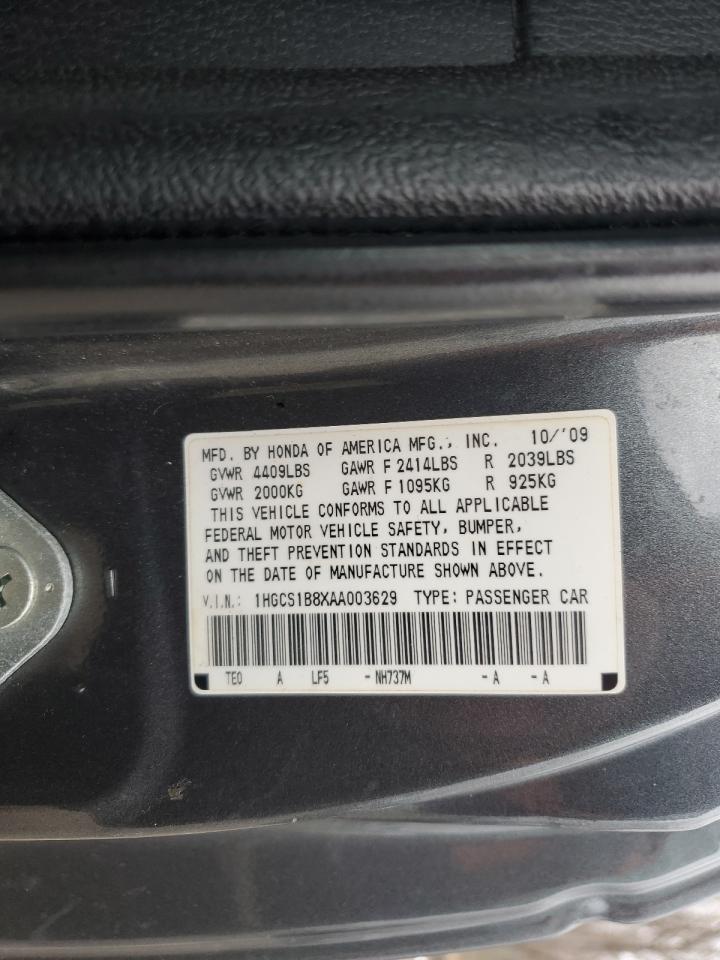 MFD. BY HONDA OF AMERICA MFG., INC. 10/'09
GVWR 4409LBS GAWR F 2414LBS R 2039LBS
GVWR 2000KG GAWR F 1095KG R 925KG
THIS VEHICLE CONFORMS TO ALL APPLICABLE
FEDERAL MOTOR VEHICLE SAFETY, BUMPER,
AND THEFT PREVENTION STANDARDS IN EFFECT
ON THE DATE OF MANUFACTURE SHOWN ABOVE.
V.I.N.: 1HGCS1B8XAA003629 TYPE: PASSENGER CAR
TE0 A LF5 - NH737M - A - A